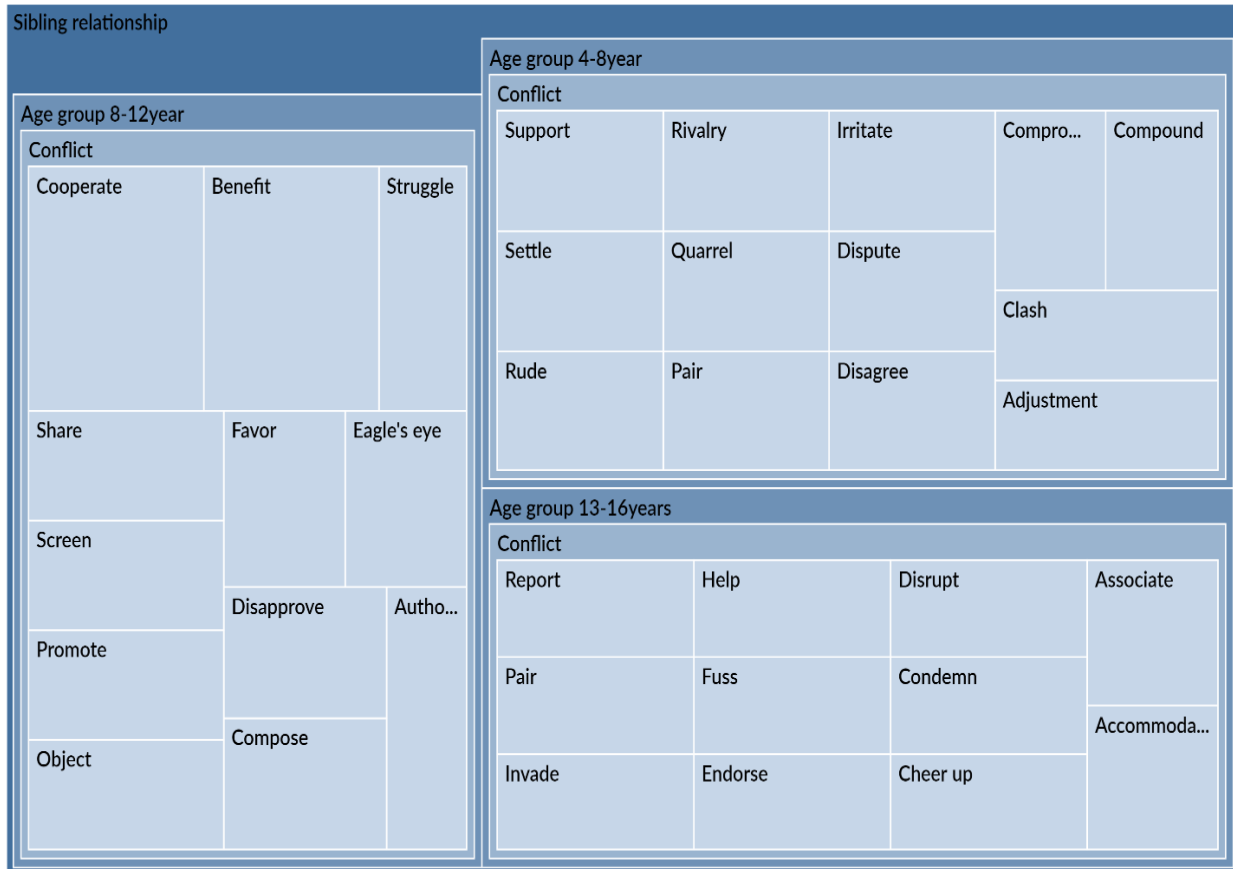 Sibling relationship
Age group 8-12year
Conflict
Cooperate
Benefit
Struggle
Share
Favor
Eagle's eye
Screen
Promote
Disapprove
Autho...
Object
Compose
Age group 4-8year
Conflict
Support
Rivalry
Irritate
Compro...
Compound
Settle
Quarrel
Dispute
Clash
Rude
Pair
Disagree
Adjustment
Age group 13-16years
Conflict
Report
Help
Disrupt
Associate
Pair
Fuss
Condemn
Accommoda...
Invade
Endorse
Cheer up